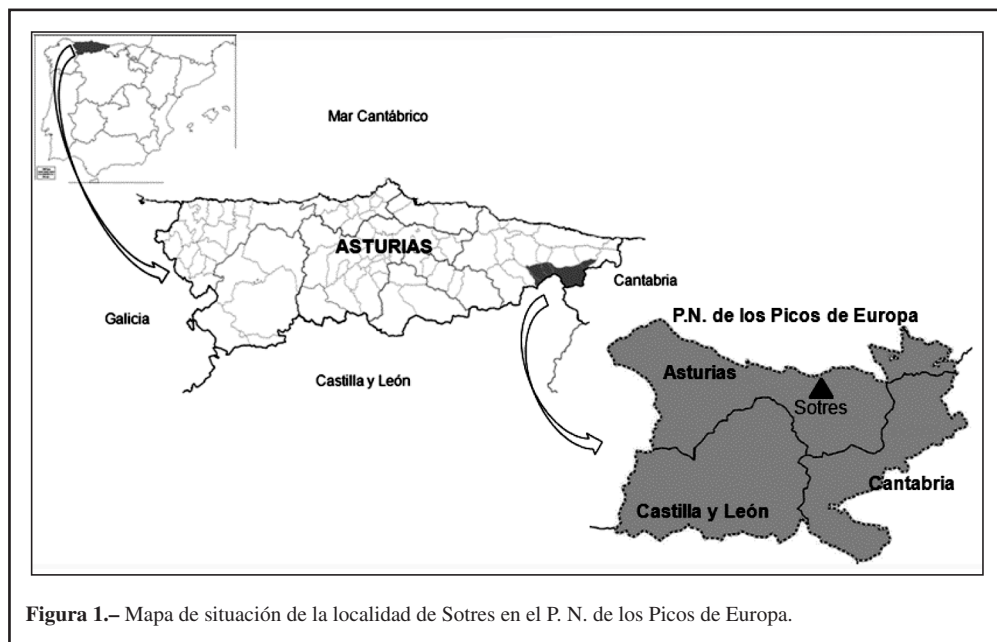 Mar Cantábrico
ASTURIAS
Cantabria
Galicia
Castilla y León
P.N. de los Picos de Europa
Asturias
Sotres
Cantabria
Castilla y León
Figura 1.– Mapa de situación de la localidad de Sotres en el P. N. de los Picos de Europa.